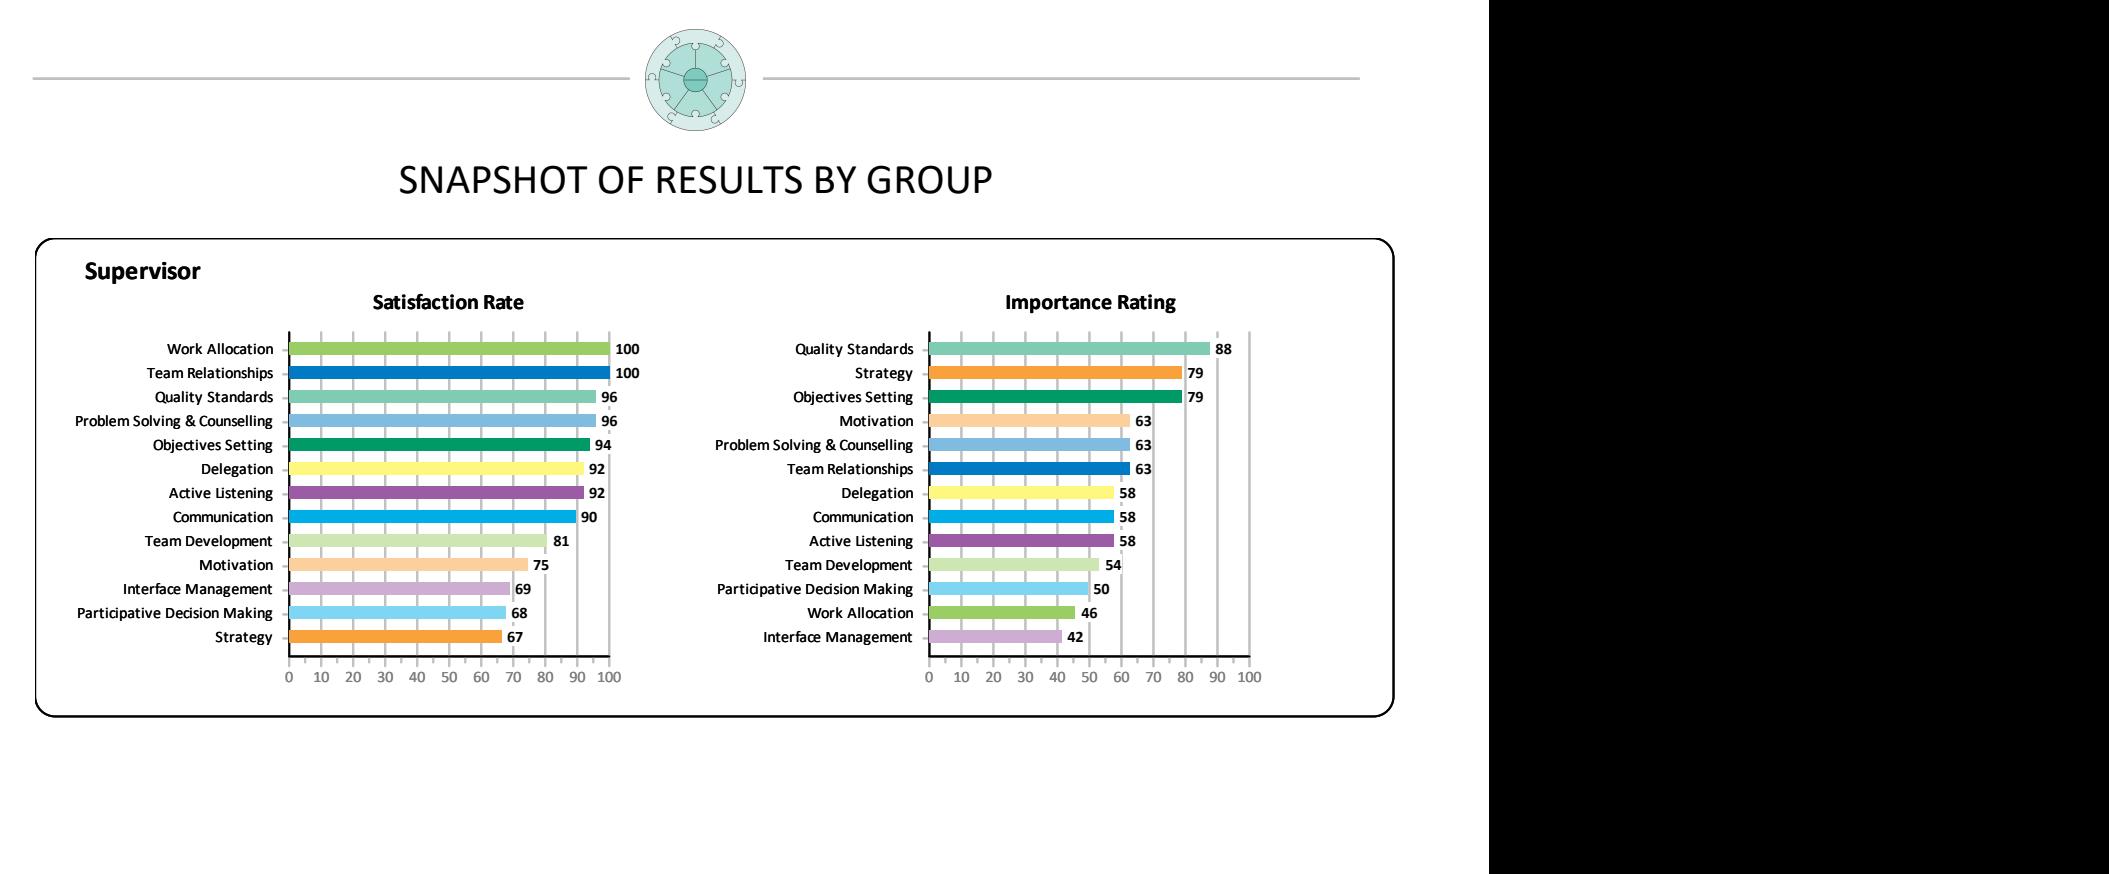 SNAPSHOT OF RESULTS BY GROUP
Supervisor
Satisfaction Rate
Work Allocation 100
Team Relationships 100
Quality Standards 96
Problem Solving & Counselling 96
Objectives Setting 94
Delegation 92
Active Listening 92
Communication 90
Team Development 81
Motivation 75
Interface Management 69
Participative Decision Making 68
Strategy 67
0 10 20 30 40 50 60 70 80 90 100
Importance Rating
Quality Standards 88
Strategy 79
Objectives Setting 79
Motivation 63
Problem Solving & Counselling 63
Team Relationships 63
Delegation 58
Communication 58
Active Listening 58
Team Development 54
Participative Decision Making 50
Work Allocation 46
Interface Management 42
0 10 20 30 40 50 60 70 80 90 100